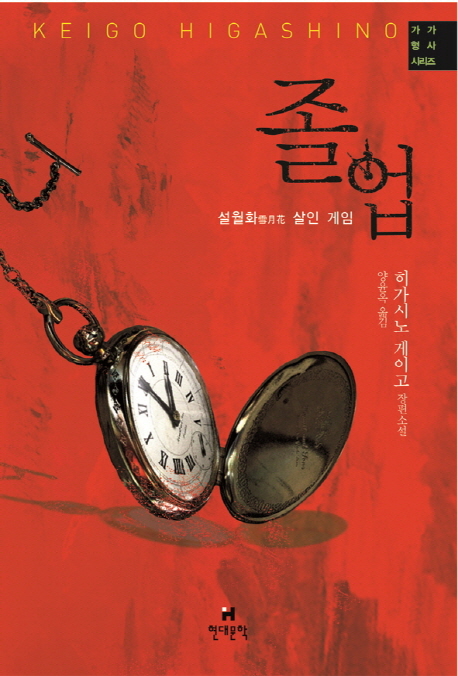 KEIGO HIGASHINO
가가
형사
시리즈
졸업
설월화雪月花 살인 게임
히가시노 게이고 장편소설
양윤옥 옮김
H
현대문학